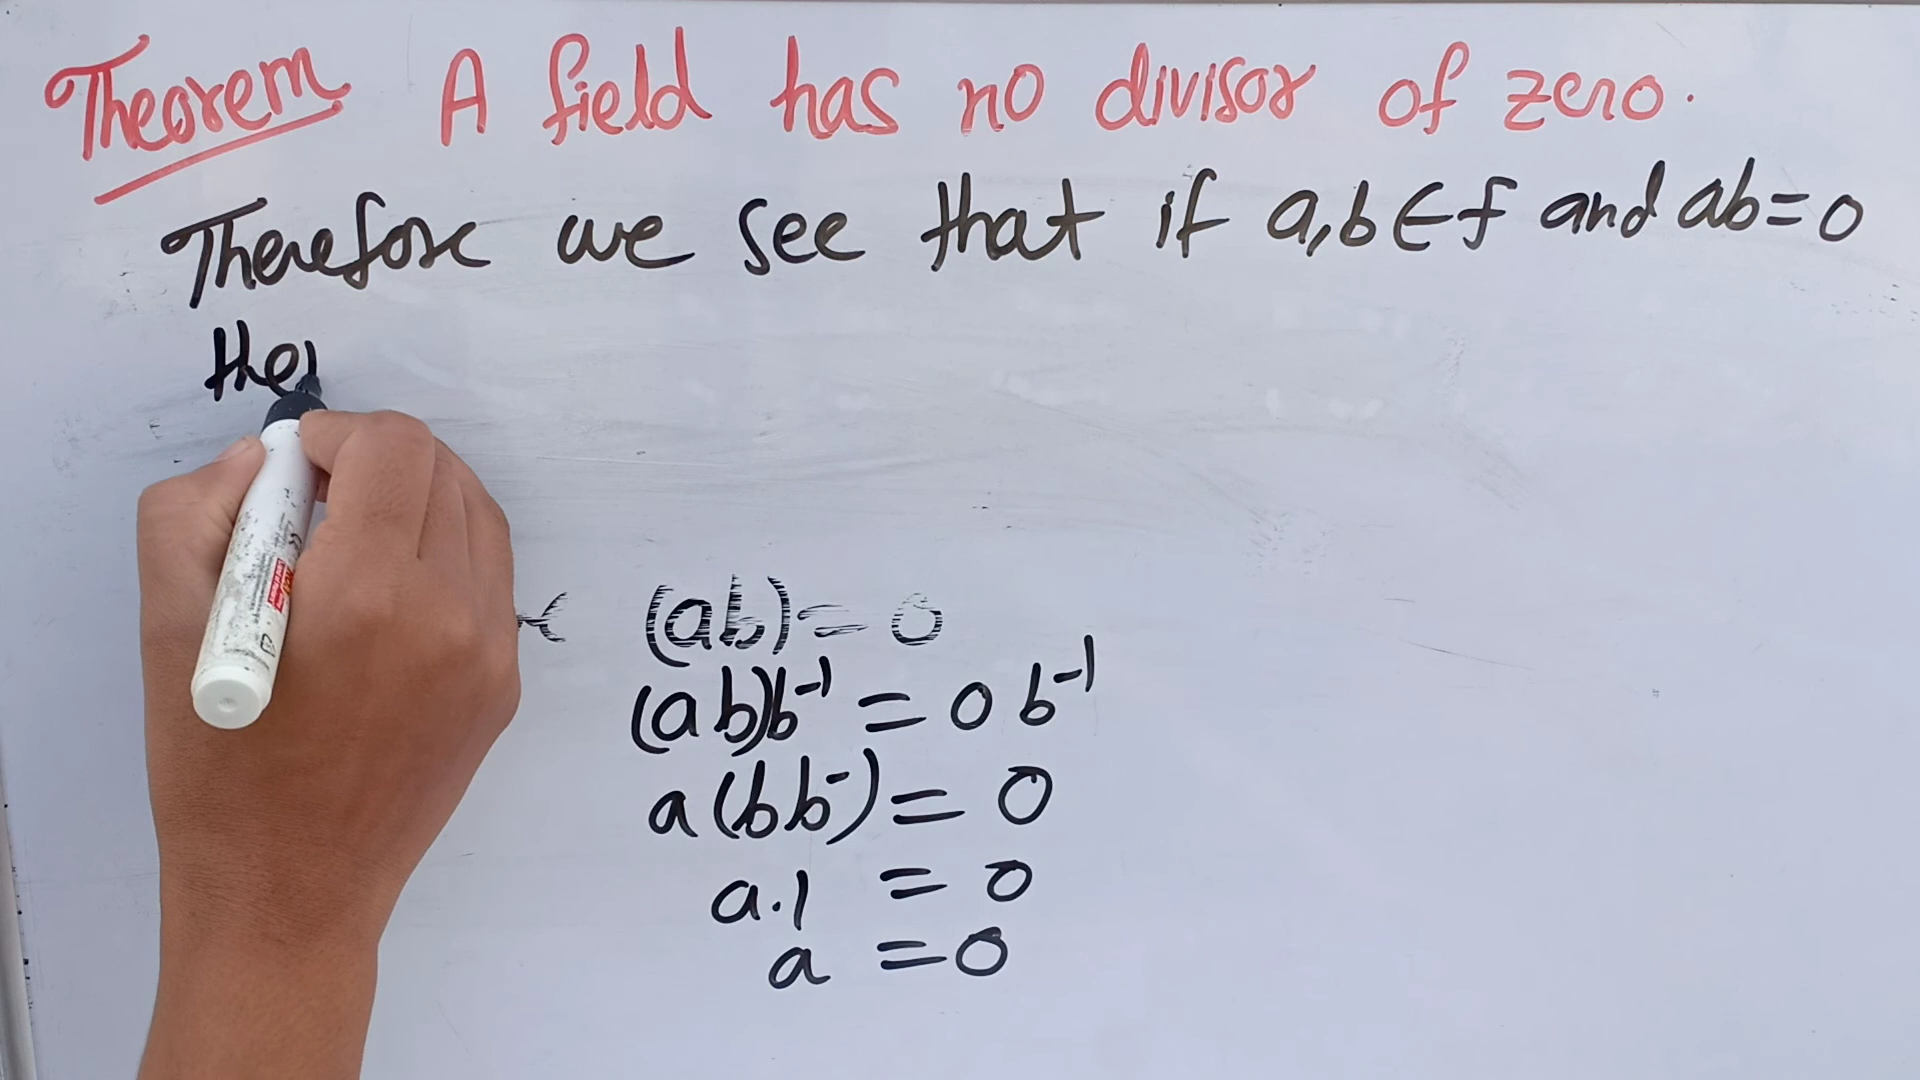 Theorem A field has no divisor of zero.
Therefore we see that if a,b ∈ f and ab=0
the
(ab)=0
(ab)b⁻¹ = 0 b⁻¹
a(bb⁻) = 0
a.1 = 0
a = 0